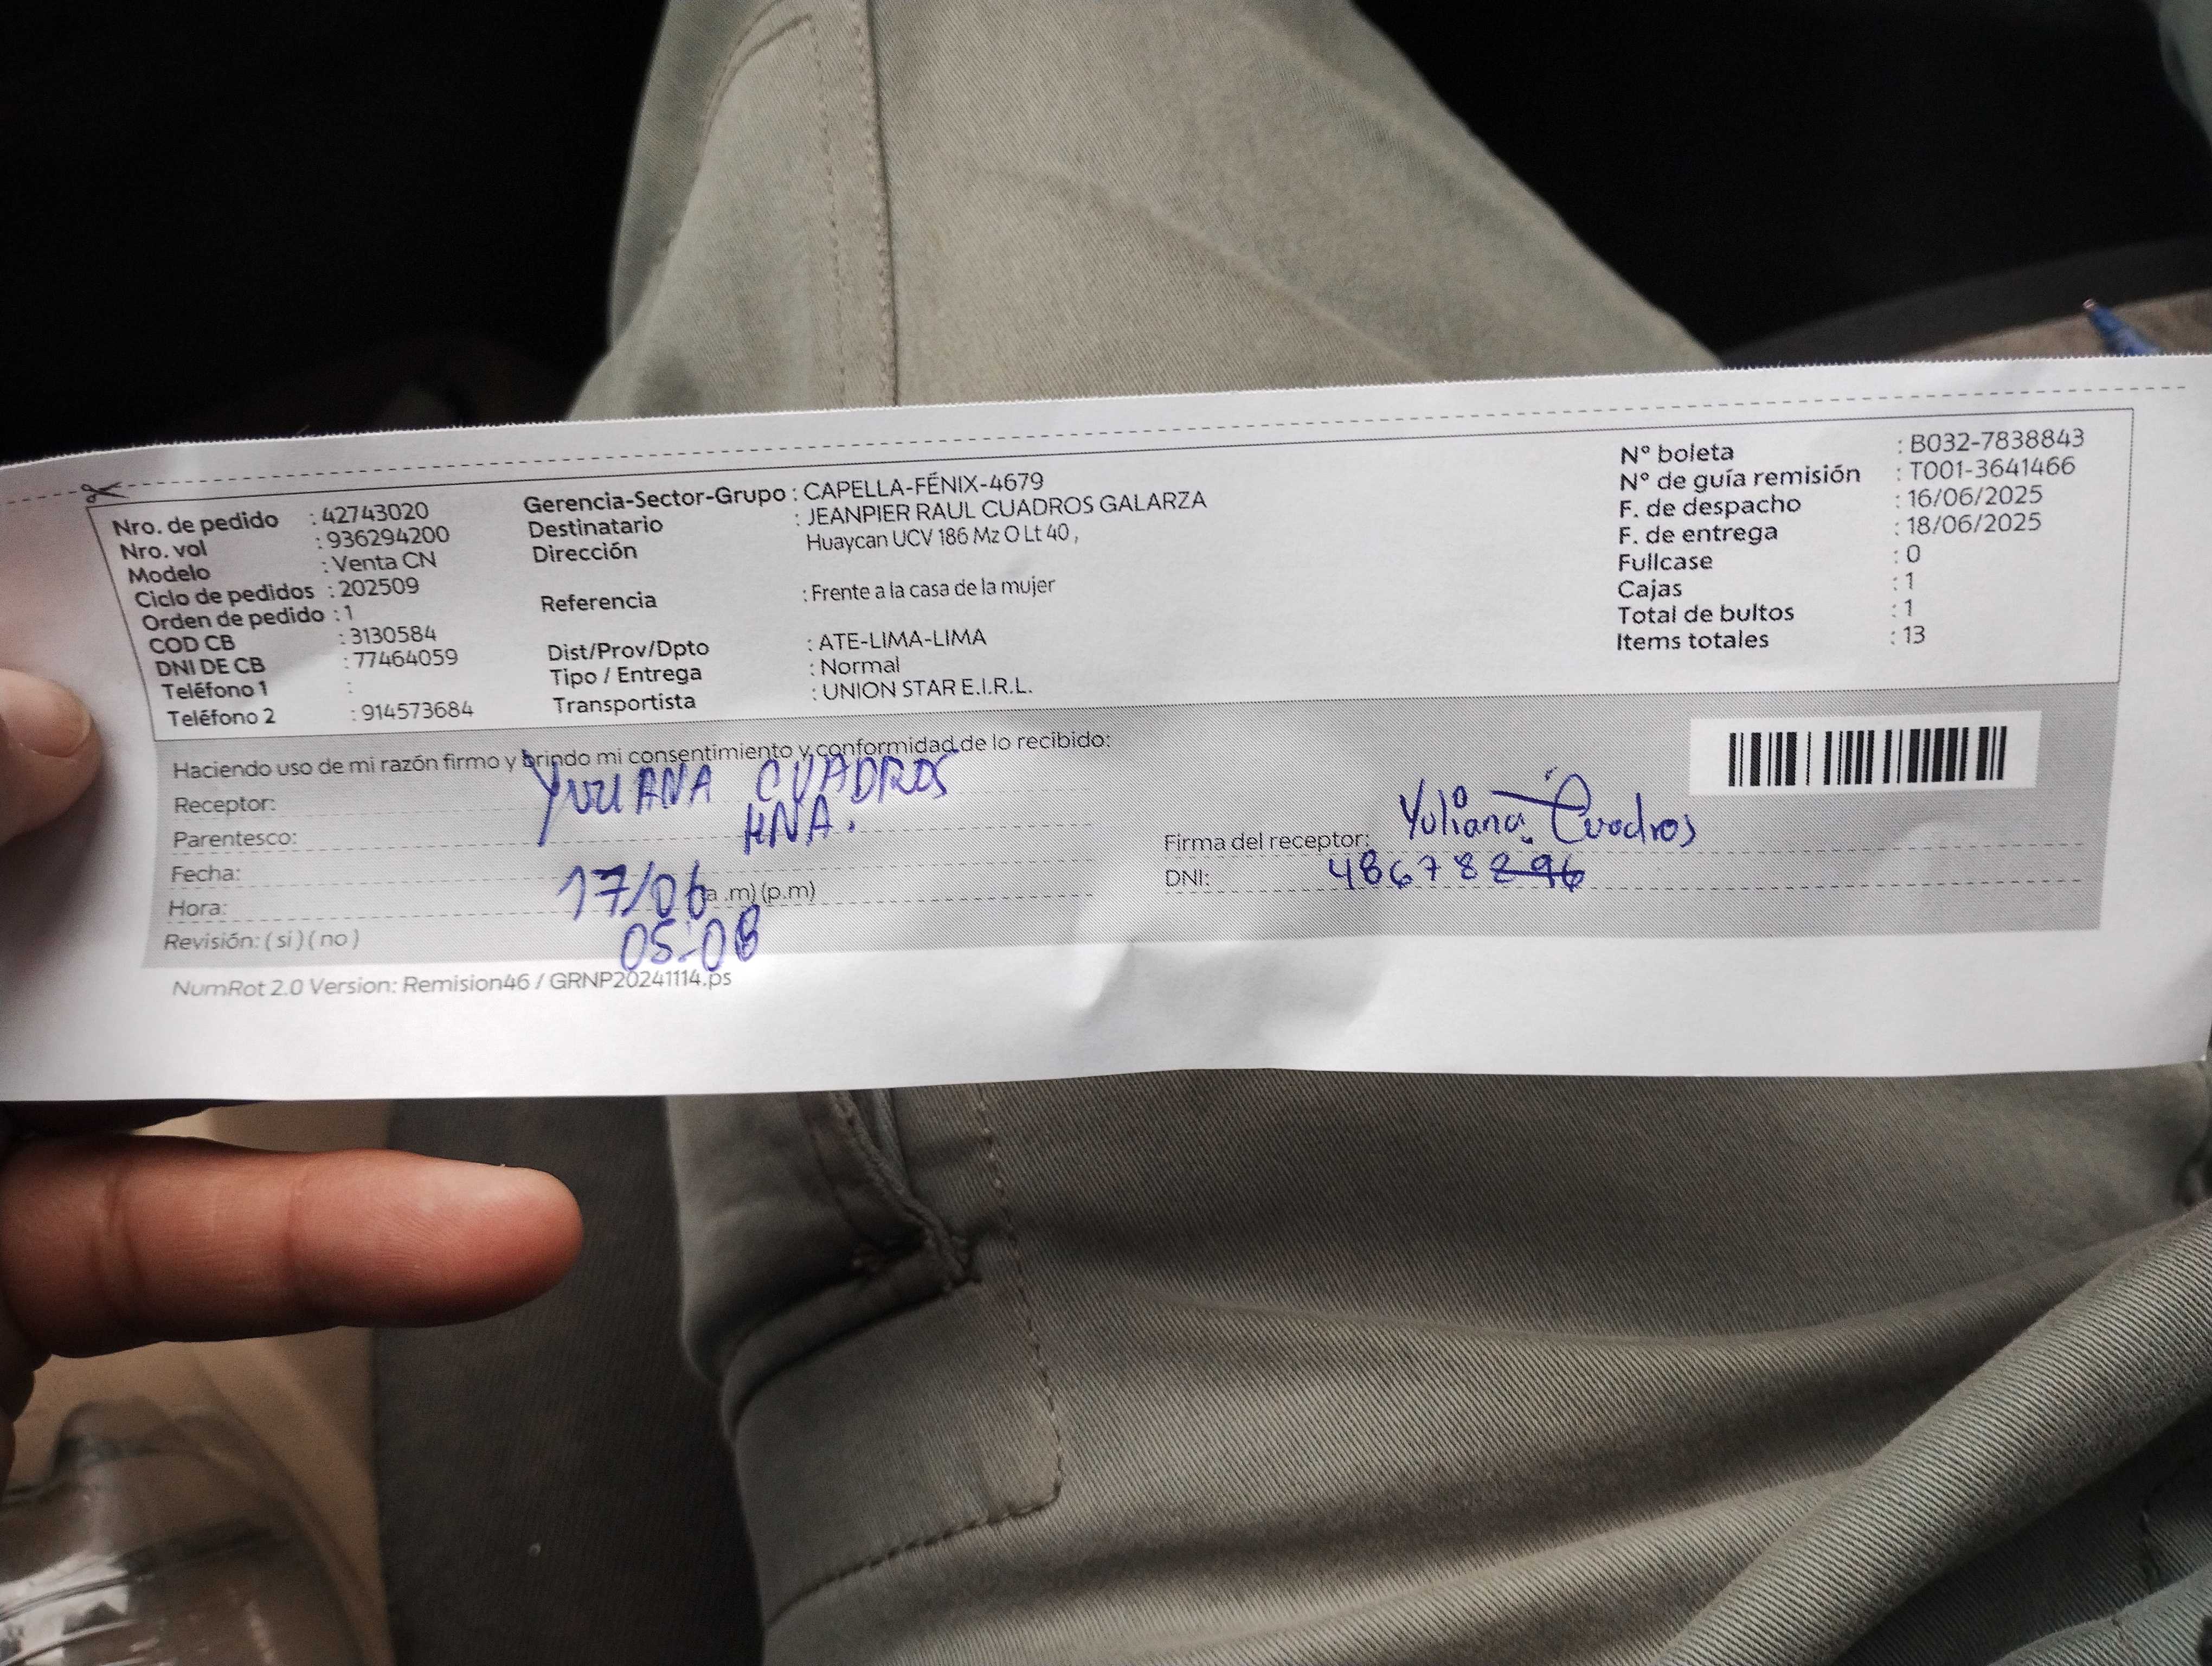 Nro. de pedido : 42743020
Nro. vol : 936294200
Modelo : Venta CN
Ciclo de pedidos : 202509
Orden de pedido : 1
COD CB : 3130584
DNI DE CB : 77464059
Teléfono 1 :
Teléfono 2 : 914573684
Gerencia-Sector-Grupo : CAPELLA-FÉNIX-4679
Destinatario : JEANPIER RAUL CUADROS GALARZA
Dirección Huaycan UCV 186 Mz O Lt 40 ,
Referencia : Frente a la casa de la mujer
Dist/Prov/Dpto : ATE-LIMA-LIMA
Tipo / Entrega : Normal
Transportista : UNION STAR E.I.R.L.
N° boleta : B032-7838843
N° de guía remisión : T001-3641466
F. de despacho : 16/06/2025
F. de entrega : 18/06/2025
Fullcase : 0
Cajas : 1
Total de bultos : 1
Items totales : 13
Haciendo uso de mi razón firmo y brindo mi consentimiento y conformidad de lo recibido:
Receptor: YULIANA CUADROS
Parentesco: HNA.
Fecha: 17/06
Hora: (a .m) (p.m)
05:08
Revisión: ( si ) ( no )
Firma del receptor: Yuliana Cuadros
DNI:
NumRot 2.0 Version: Remision46 / GRNP20241114.ps